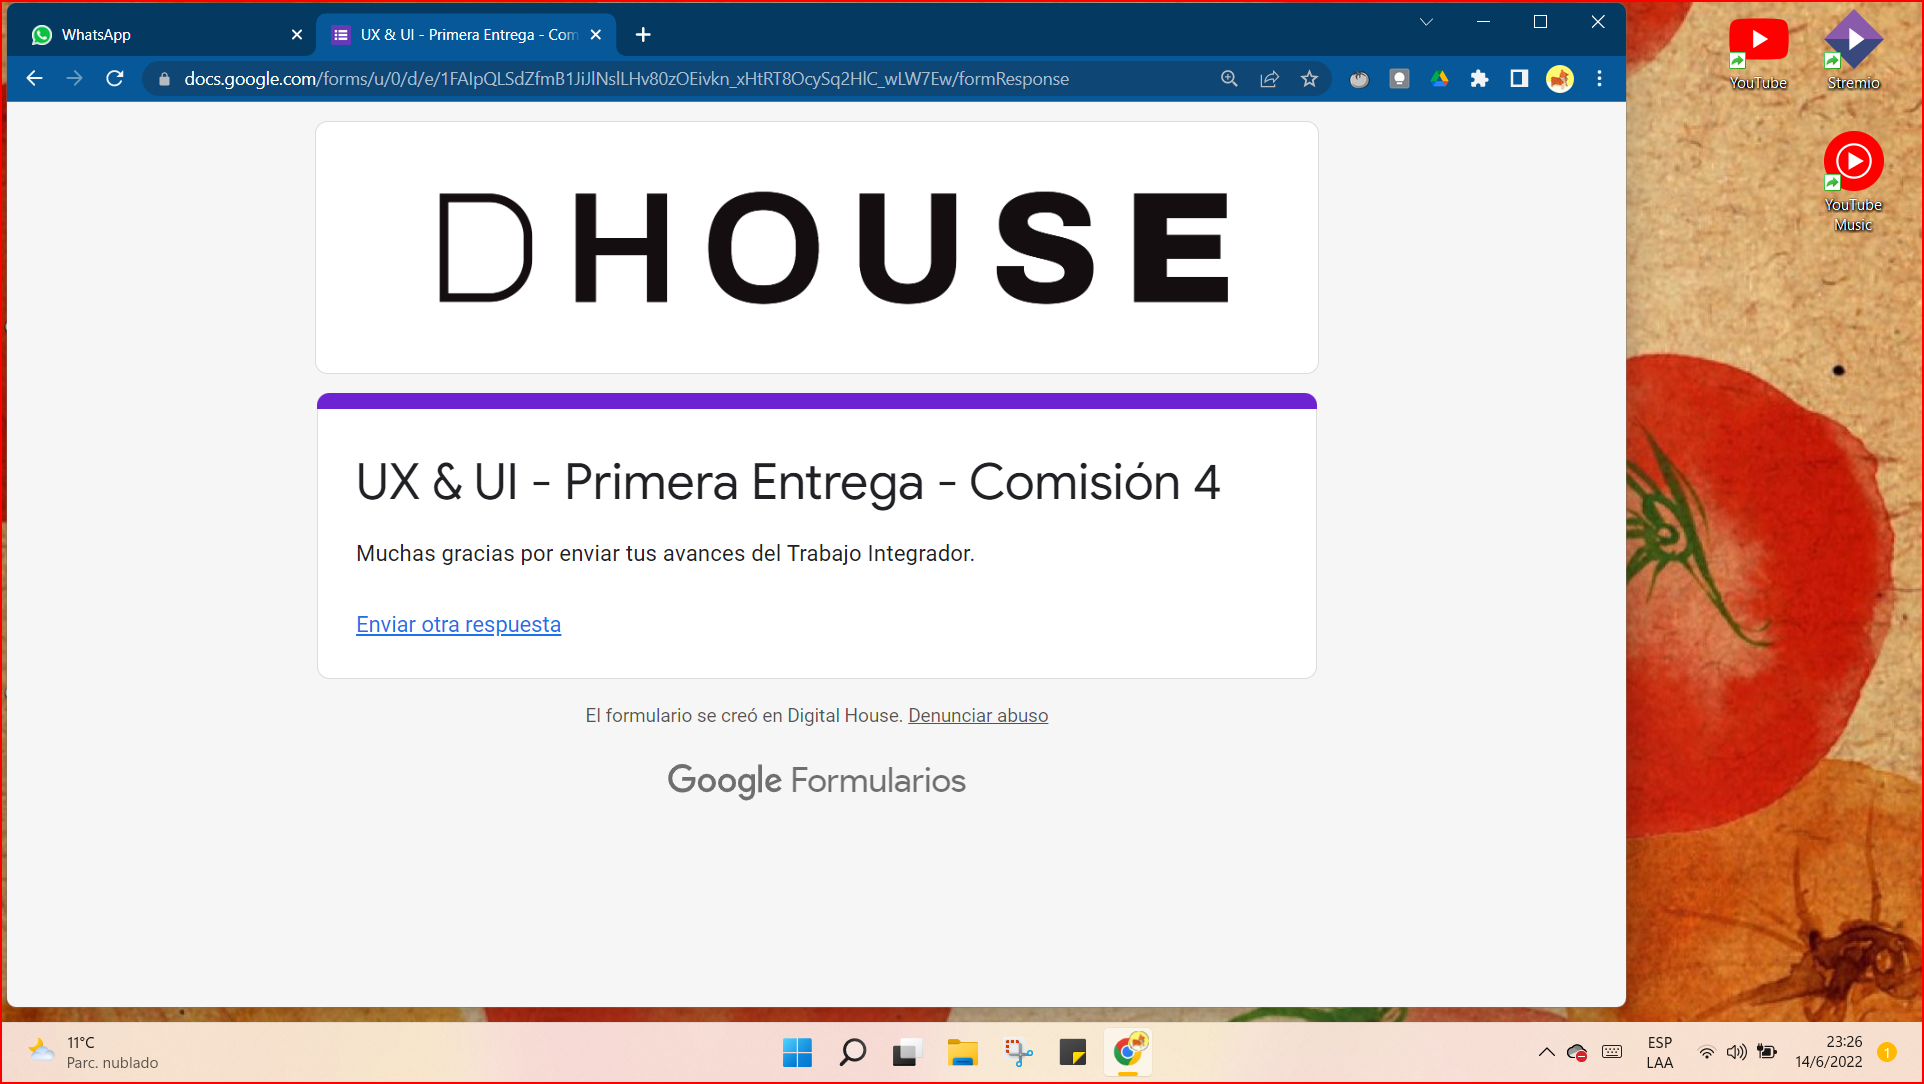 WhatsApp
UX & UI - Primera Entrega - Com
docs.google.com/forms/u/0/d/e/1FAIpQLSdZfmB1JiJlNslLHv80zOEivkn_xHtRT8OcySq2HlC_wLW7Ew/formResponse
YouTube
Stremio
YouTube
Music
DHOUSE
UX & UI - Primera Entrega - Comisión 4
Muchas gracias por enviar tus avances del Trabajo Integrador.
Enviar otra respuesta
El formulario se creó en Digital House. Denunciar abuso
Google Formularios
11°C
Parc. nublado
ESP
LAA
23:26
14/6/2022
1